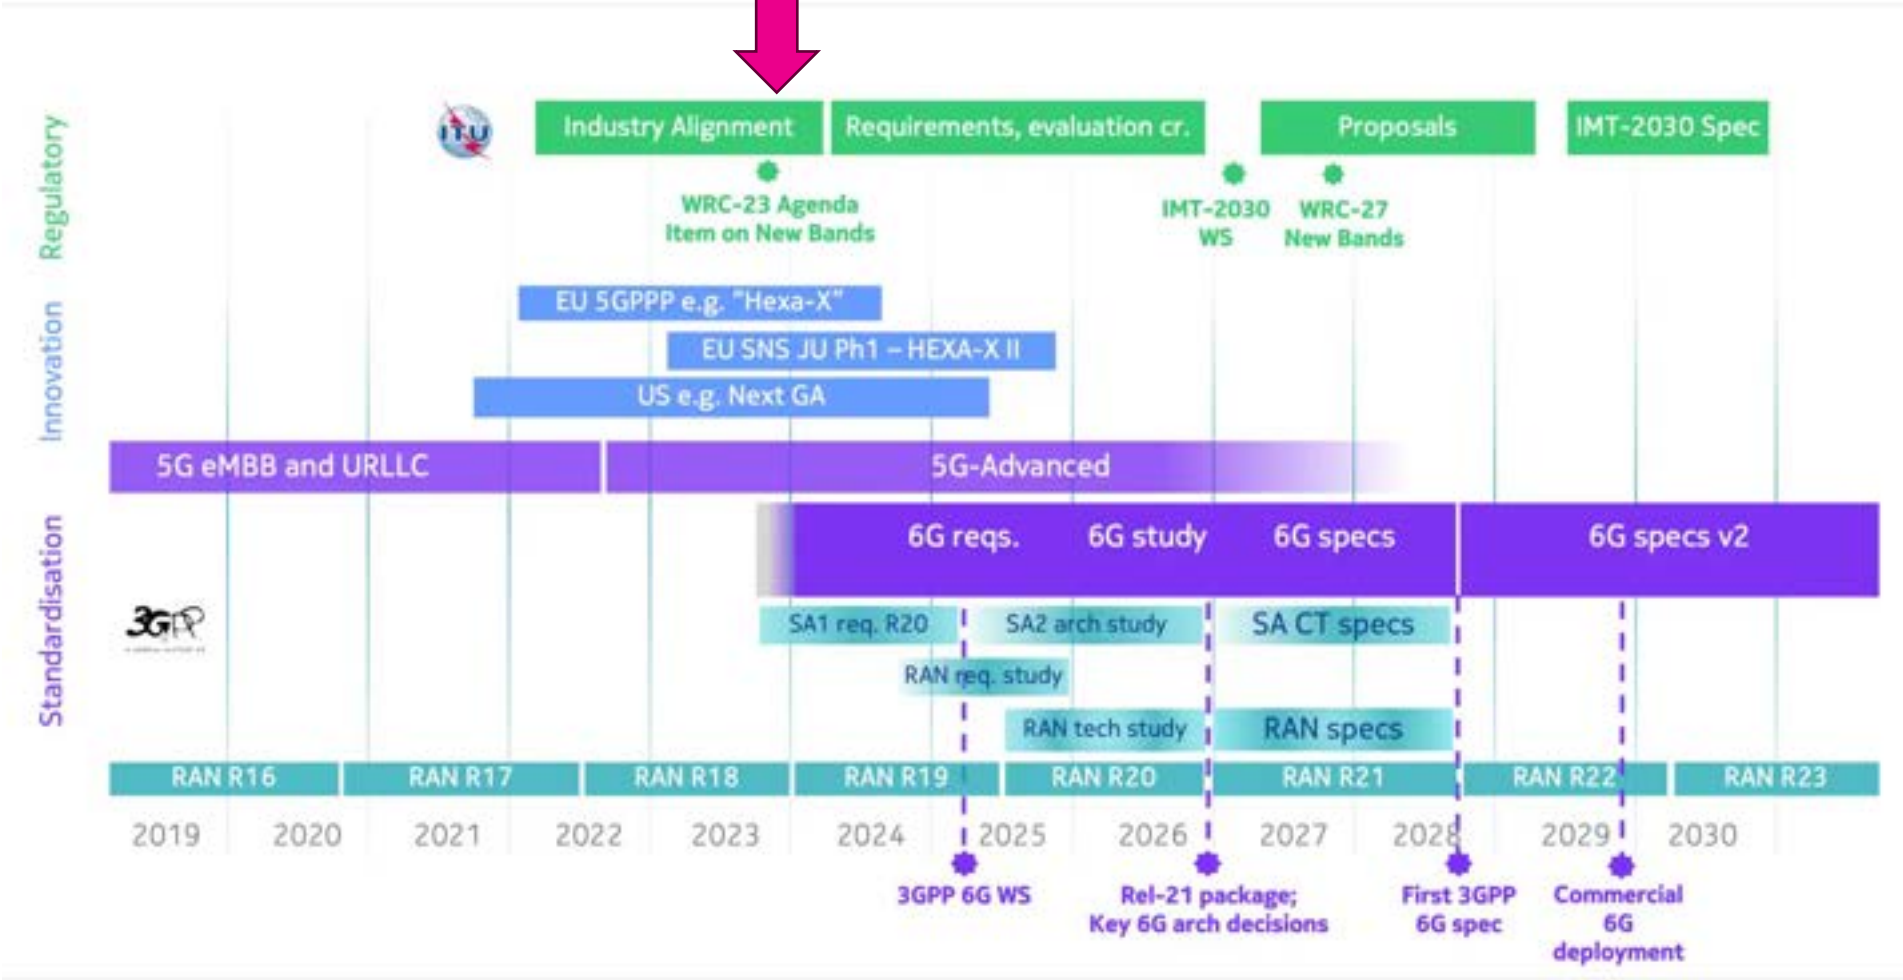 Regulatory
ITU
Industry Alignment
Requirements, evaluation cr.
Proposals
IMT-2030 Spec
WRC-23 Agenda
Item on New Bands
IMT-2030
WS
WRC-27
New Bands
Innovation
EU 5GPPP e.g. "Hexa-X"
EU SNS JU Ph1 – HEXA-X II
US e.g. Next GA
5G eMBB and URLLC
5G-Advanced
Standardisation
6G reqs.
6G study
6G specs
6G specs v2
3GPP
SA1 req. R20
SA2 arch study
SA CT specs
RAN req. study
RAN tech study
RAN specs
RAN R16
RAN R17
RAN R18
RAN R19
RAN R20
RAN R21
RAN R22
RAN R23
2019
2020
2021
2022
2023
2024
2025
2026
2027
2028
2029
2030
3GPP 6G WS
Rel-21 package;
Key 6G arch decisions
First 3GPP
6G spec
Commercial
6G
deployment